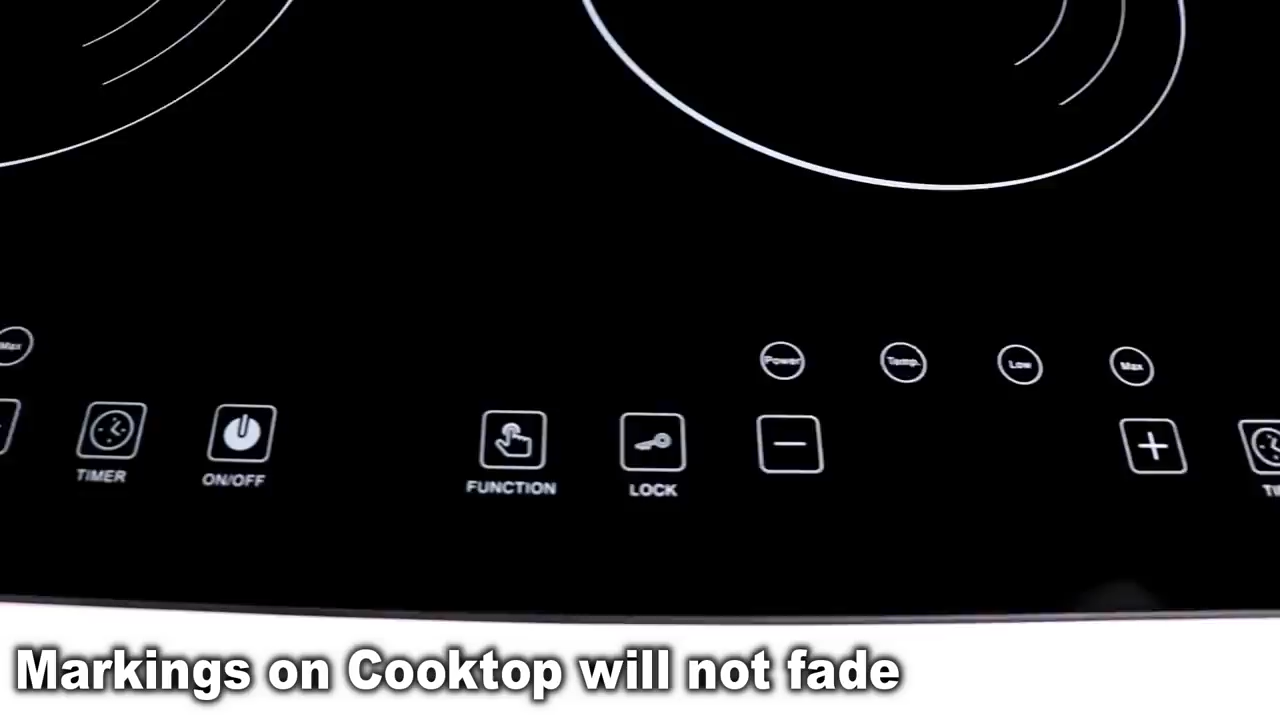 Max
Power Temp. Low Max
TIMER ON/OFF FUNCTION LOCK − +
Markings on Cooktop will not fade